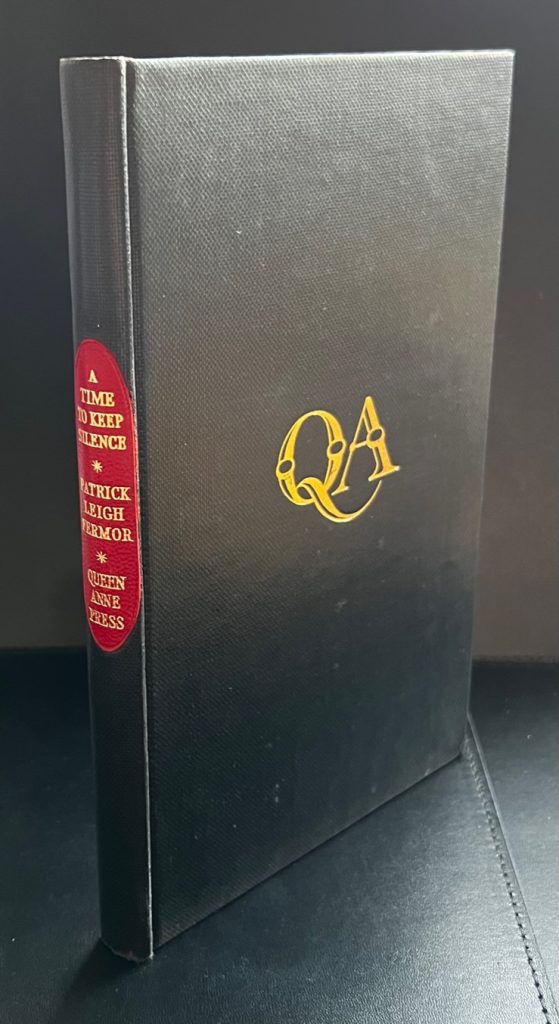 A
TIME
TO KEEP
SILENCE
*
PATRICK
LEIGH
FERMOR
*
QUEEN
ANNE
PRESS
QA